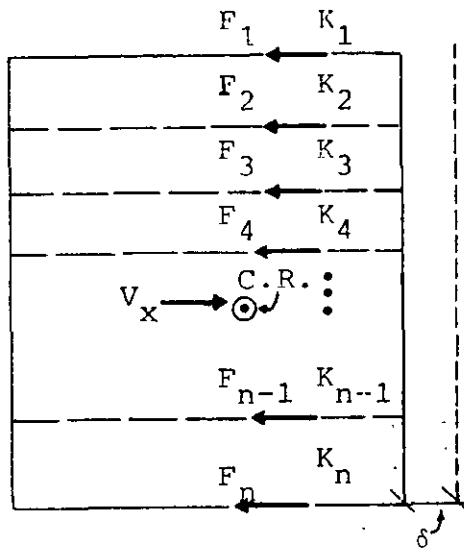 F₁ K₁
F₂ K₂
F₃ K₃
F₄ K₄
C.R.
Vₓ
Fₙ₋₁ Kₙ₋₁
Fₙ Kₙ
δ